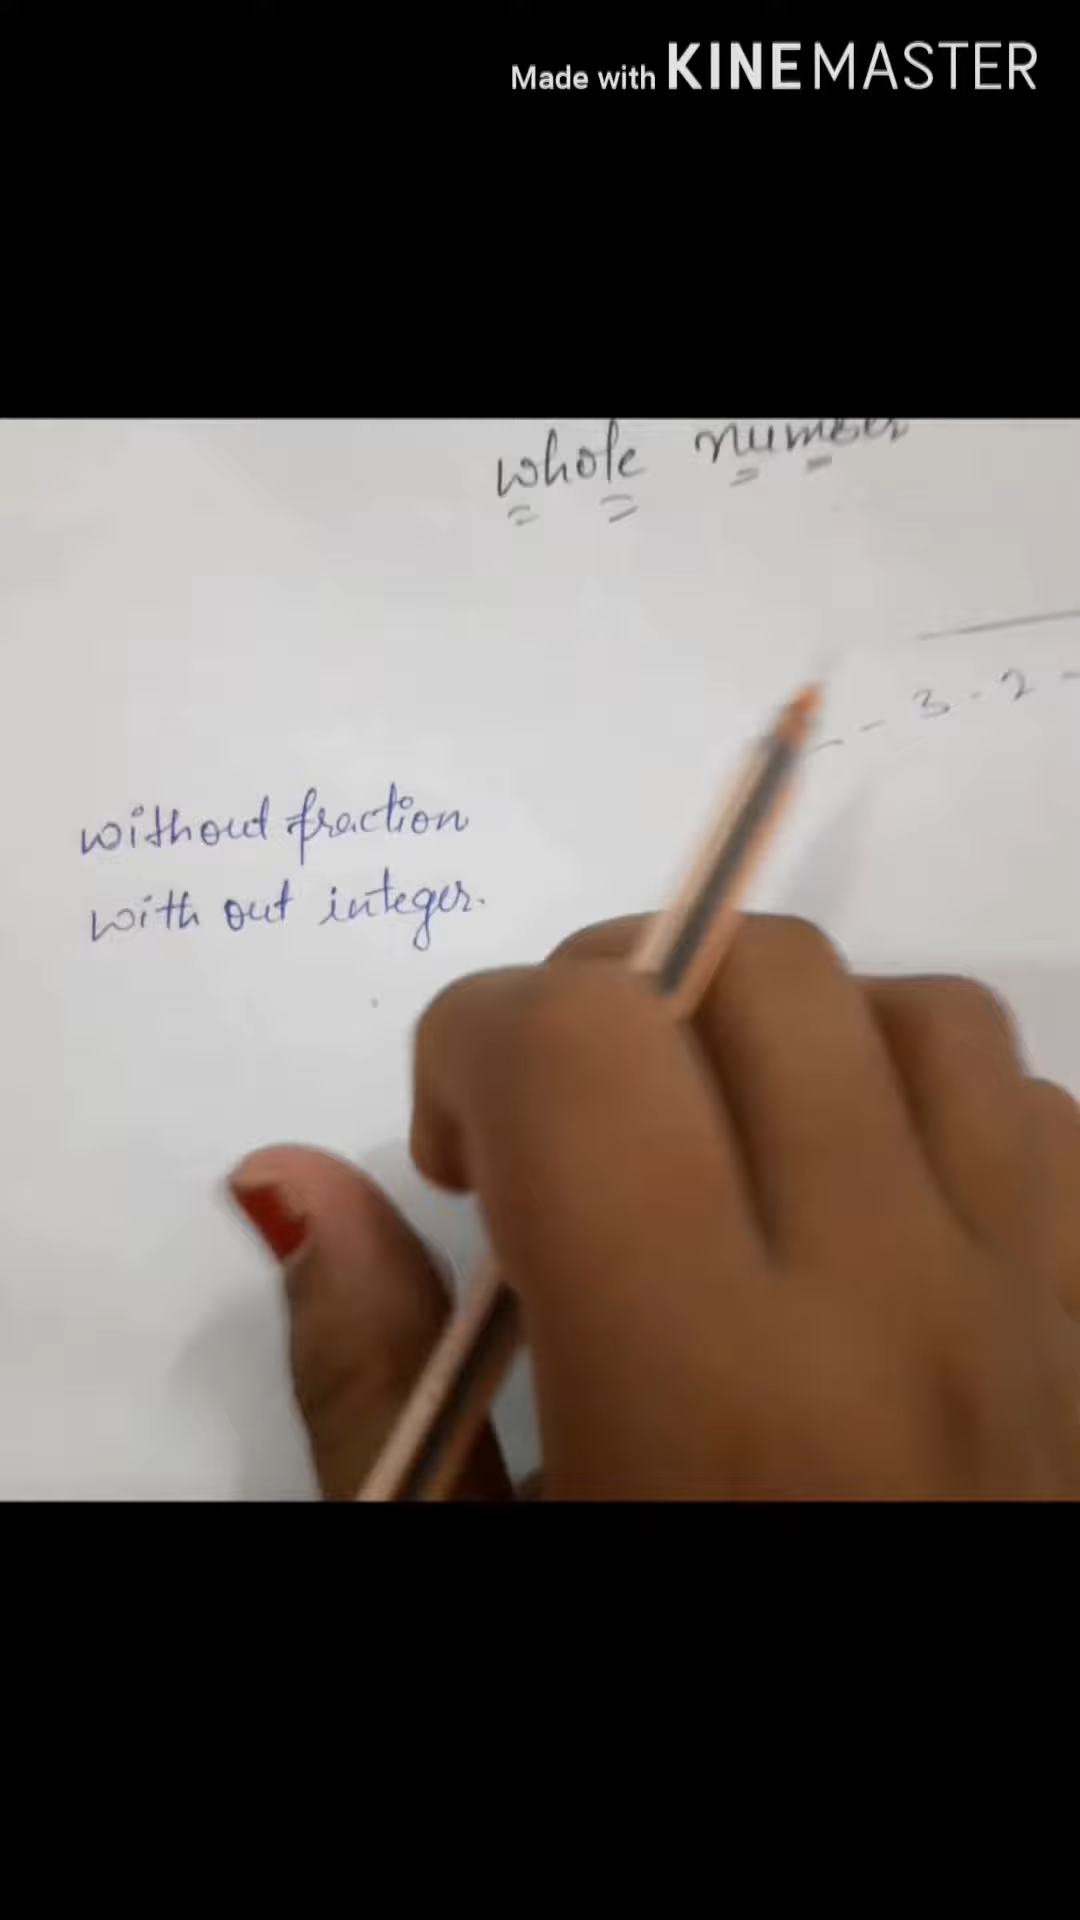 Made with KINEMASTER
whole number
- - 3 - 2 -
without fraction
with out integer.